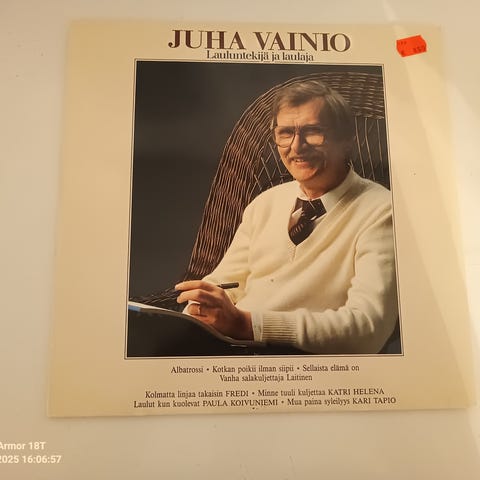 JUHA VAINIO
Lauluntekijä ja laulaja
Albatrossi • Kotkan poikii ilman siipii • Sellaista elämä on
Vanha salakuljettaja Laitinen
Kolmatta linjaa takaisin FREDI • Minne tuuli kuljettaa KATRI HELENA
Laulut kun kuolevat PAULA KOIVUNIEMI • Mua paina syleilyys KARI TAPIO
Armor 18T
2025 16:06:57